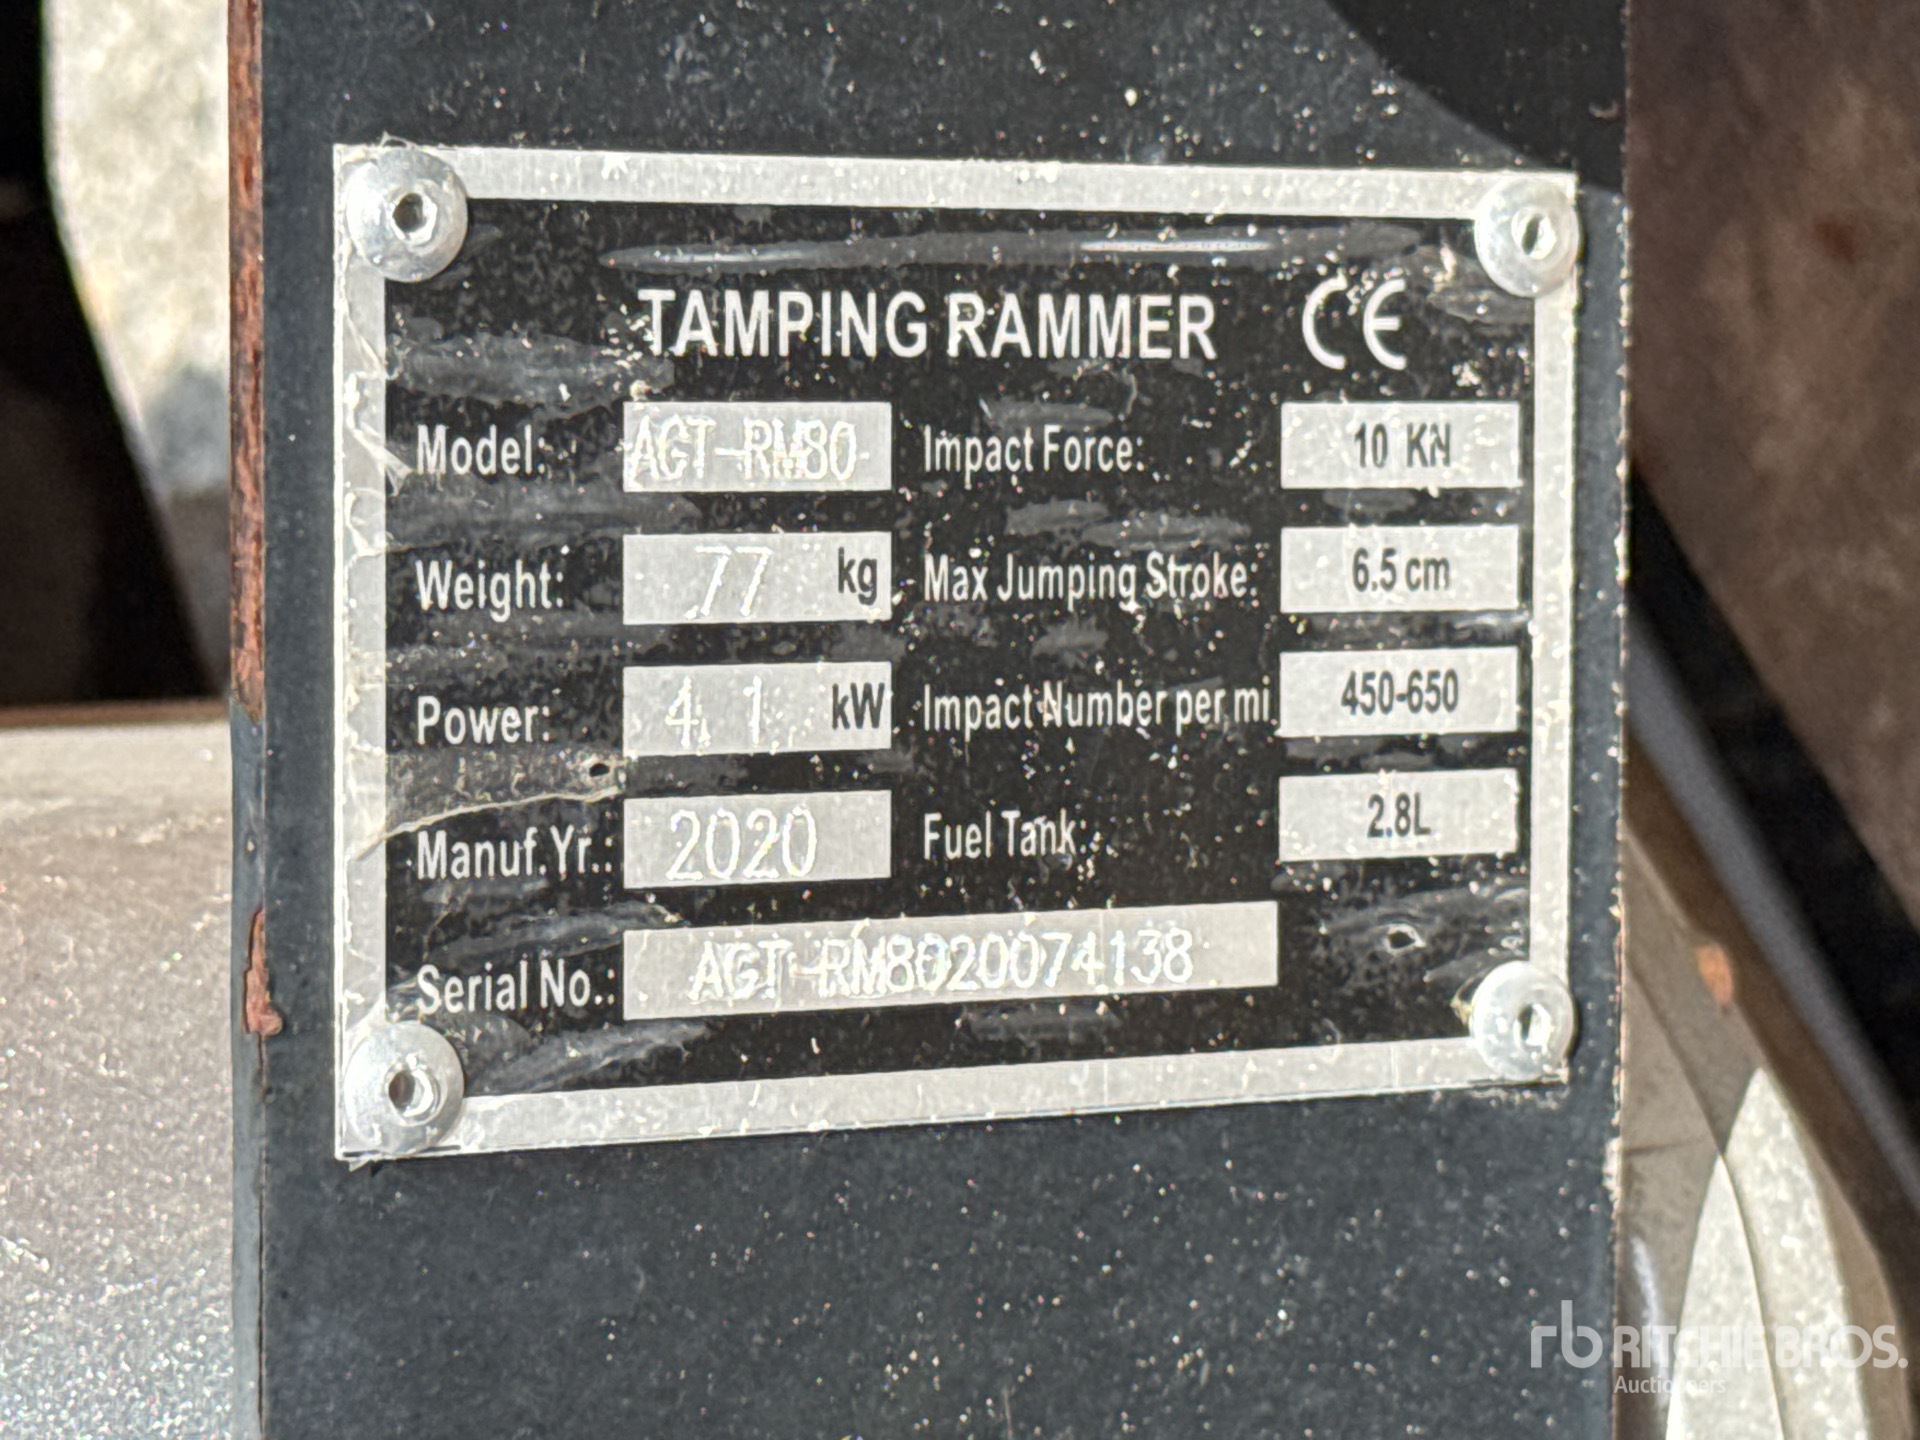 TAMPING RAMMER CE
Model: AGT-RM80 Impact Force: 10 KN
Weight: 77 kg Max Jumping Stroke: 6.5 cm
Power: 4.1 kW Impact Number per mi 450-650
Manuf.Yr.: 2020 Fuel Tank: 2.8L
Serial No.: AGT-RM8020074138
rb RITCHIE BROS.
Auctioneers